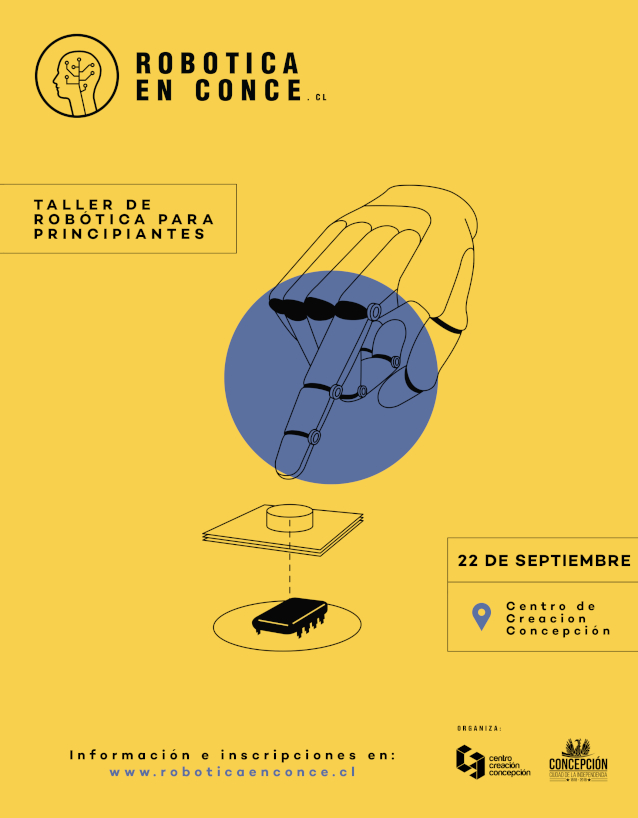 ROBOTICA
EN CONCE.CL
TALLER DE
ROBÓTICA PARA
PRINCIPIANTES
22 DE SEPTIEMBRE
Centro de
Creacion
Concepción
ORGANIZA:
Información e inscripciones en:
www.roboticaenconce.cl
centro
creación
concepción
CONCEPCIÓN
CIUDAD DE LA INDEPENDENCIA